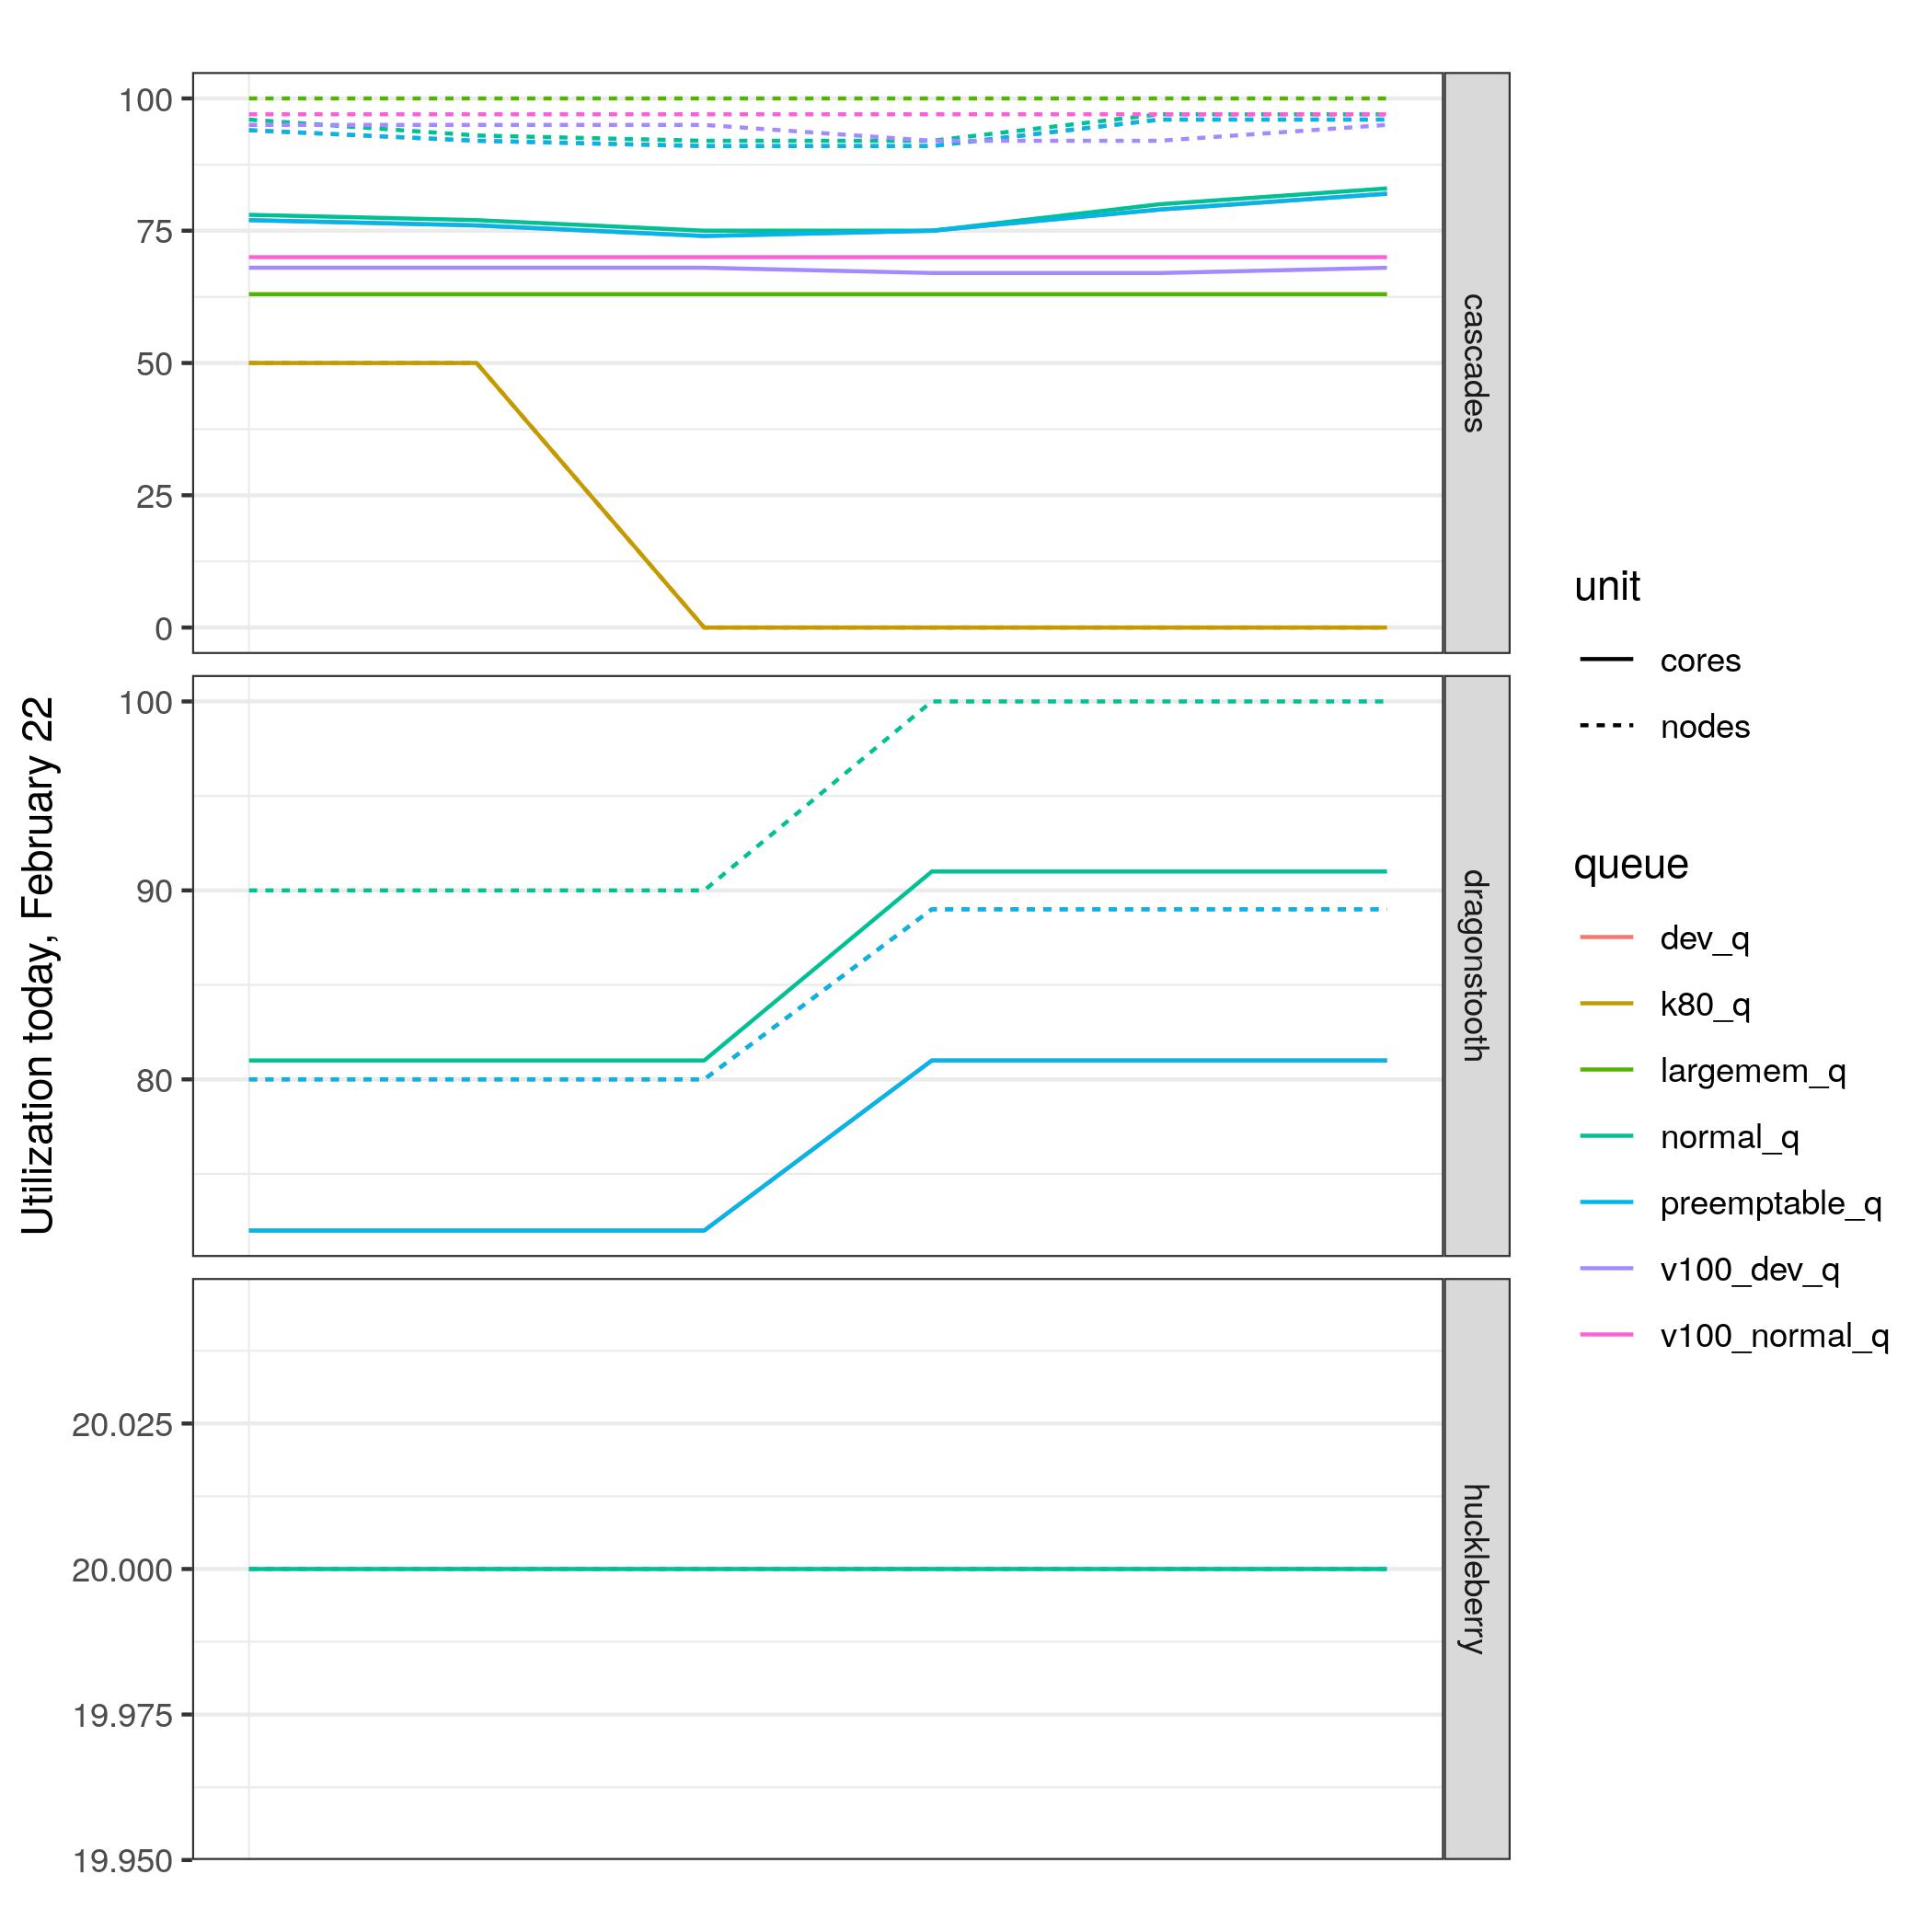 Utilization today, February 22
100
75
50
25
0
cascades
100
90
80
dragonstooth
20.025
20.000
19.975
19.950
huckleberry
unit
cores
nodes
queue
dev_q
k80_q
largemem_q
normal_q
preemptable_q
v100_dev_q
v100_normal_q